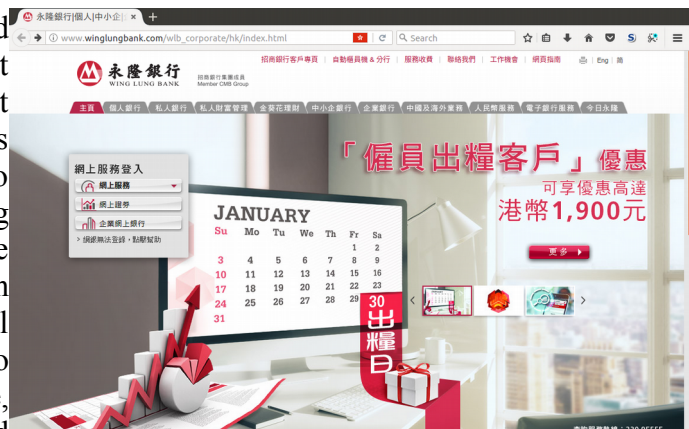 永隆銀行|個人|中小企|
www.winglungbank.com/wlb_corporate/hk/index.html
Search
招商銀行客戶專頁 | 自動櫃員機 & 分行 | 服務收費 | 聯絡我們 | 工作機會 | 網頁指南 | Eng | 简
永隆銀行
WING LUNG BANK
招商銀行集團成員
Member CMB Group
主頁 個人銀行 私人銀行 私人財富管理 金葵花理財 中小企銀行 企業銀行 中國及海外業務 人民幣服務 電子銀行服務 今日永隆
網上服務登入
網上服務
網上證券
企業網上銀行
> 網銀無法登錄，點擊幫助
「僱員出糧客戶」優惠
可享優惠高達
港幣1,900元
更多
JANUARY
Su Mo Tu We Th Fr Sa
1 2
3 4 5 6 7 8 9
10 11 12 13 14 15 16
17 18 19 20 21 22 23
24 25 26 27 28 29 30
31
出糧日